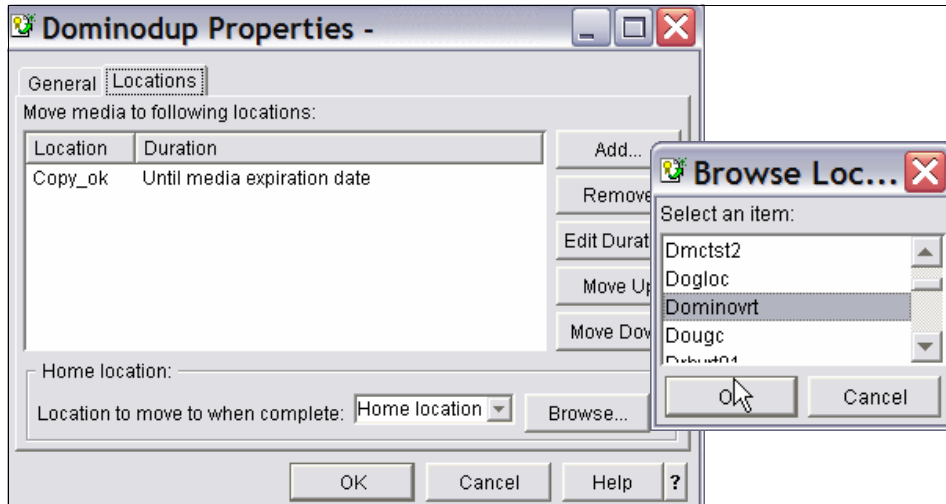 Dominodup Properties -
General Locations
Move media to following locations:
Location Duration
Copy_ok Until media expiration date
Add...
Remove
Edit Durat
Move Up
Move Dow
Home location:
Location to move to when complete: Home location Browse...
OK Cancel Help ?
Browse Loc...
Select an item:
Dmctst2
Dogloc
Dominovrt
Dougc
OK Cancel